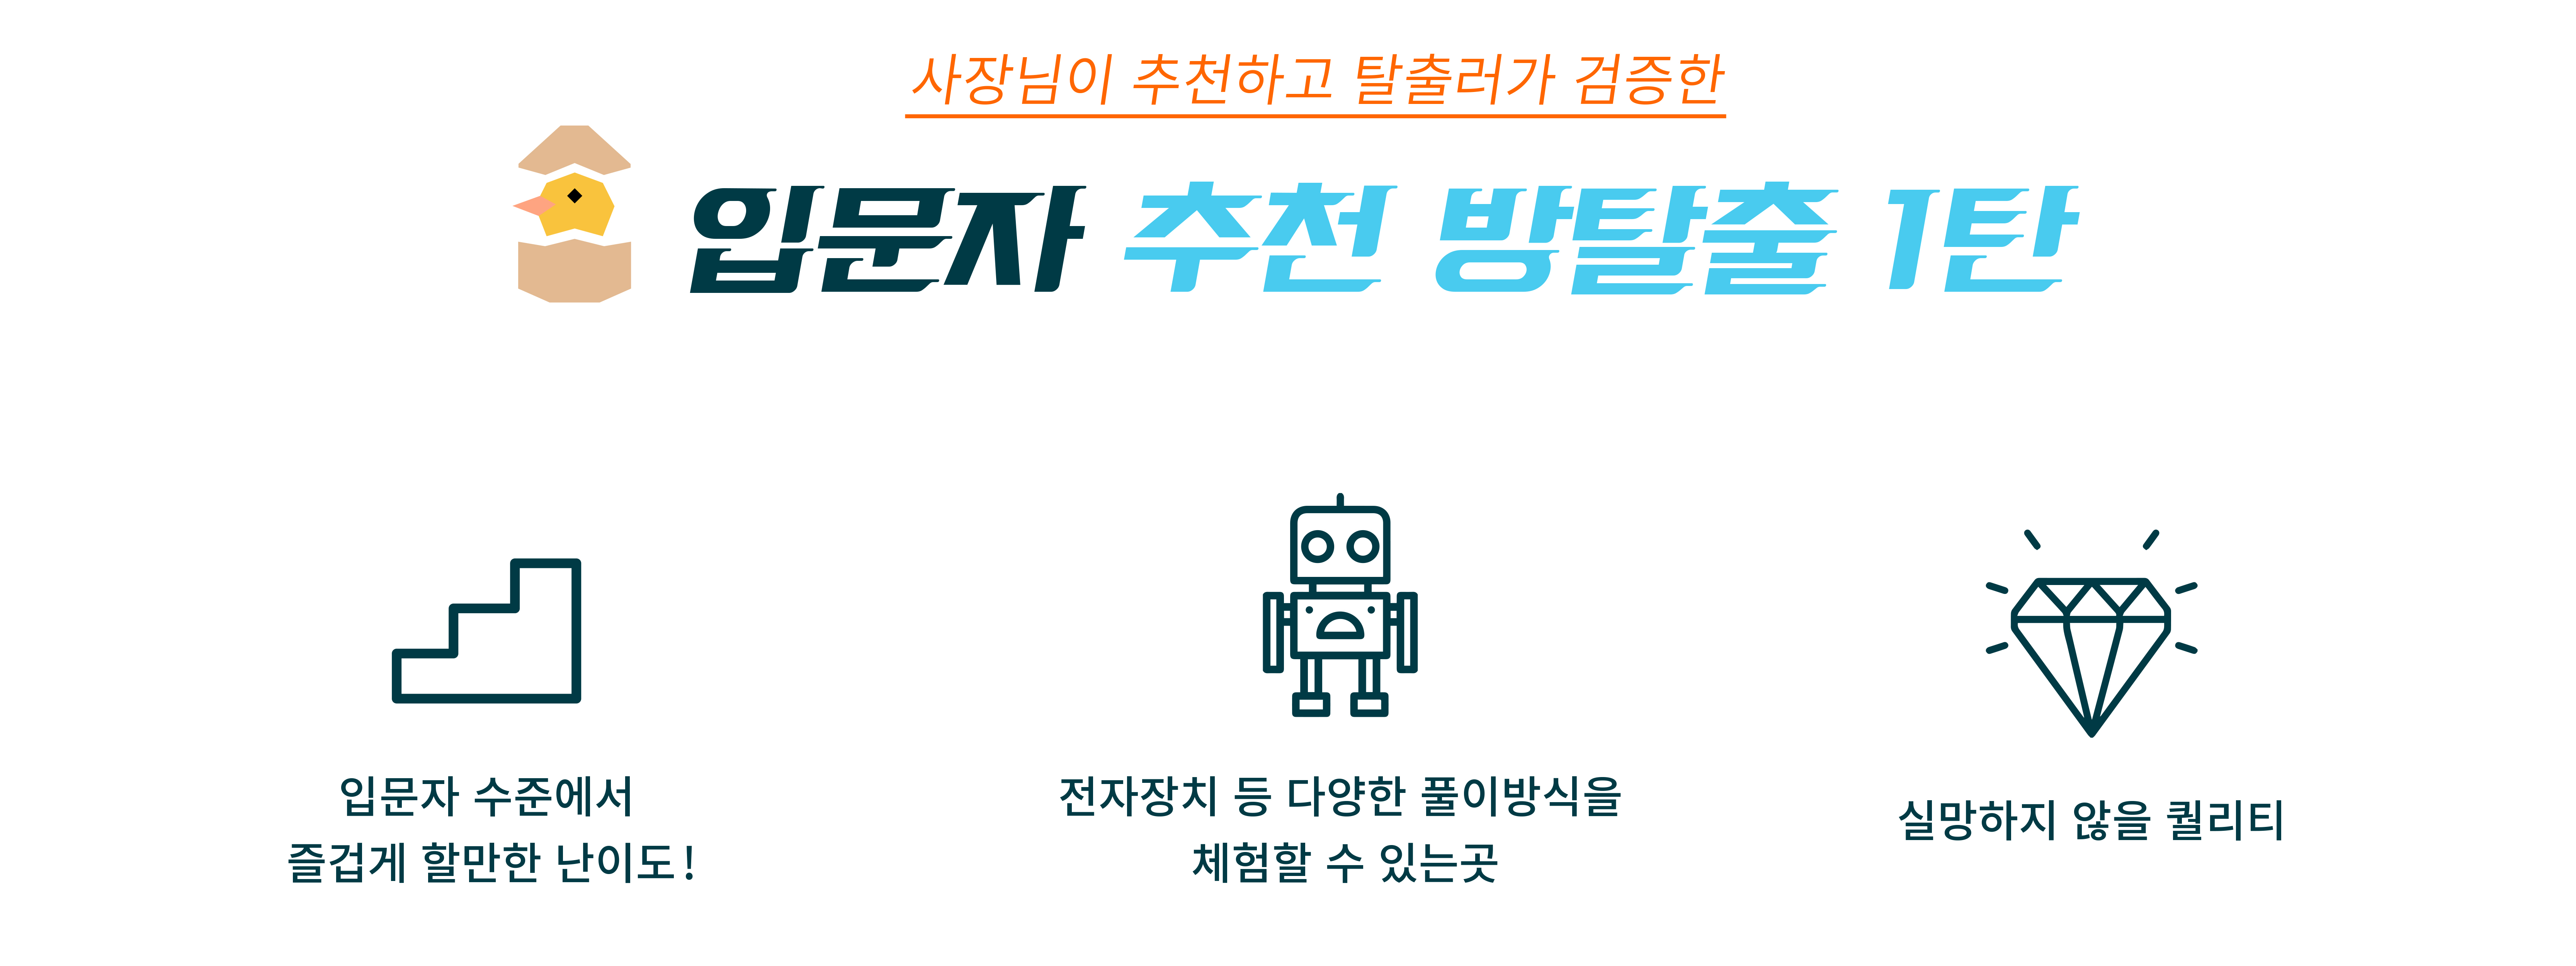 사장님이 추천하고 탈출러가 검증한
입문자 추천 방탈출 1탄
입문자 수준에서
즐겁게 할만한 난이도!
전자장치 등 다양한 풀이방식을
체험할 수 있는곳
실망하지 않을 퀄리티